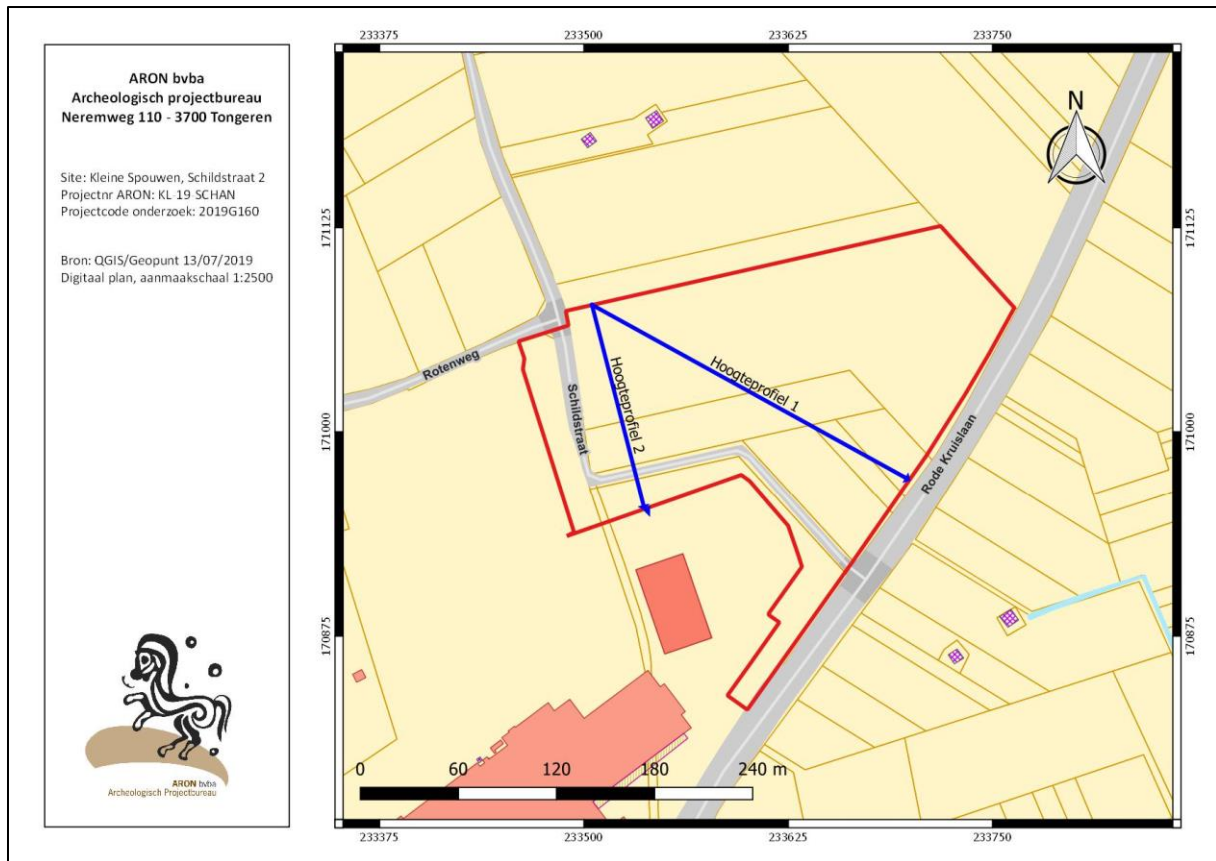 ARON bvba
Archeologisch projectbureau
Neremweg 110 - 3700 Tongeren
Site: Kleine Spouwen, Schildstraat 2
Projectnr ARON: KL-19-SCHAN
Projectcode onderzoek: 2019G160
Bron: QGIS/Geopunt 13/07/2019
Digitaal plan, aanmaakschaal 1:2500
ARON bvba
Archeologisch Projectbureau
233375 233500 233625 233750
171125
171000
170875
171125
171000
170875
N
Rotenweg
Schildstraat
Hoogteprofiel 1
Hoogteprofiel 2
Rode Kruislaan
0 60 120 180 240 m
233375 233500 233625 233750